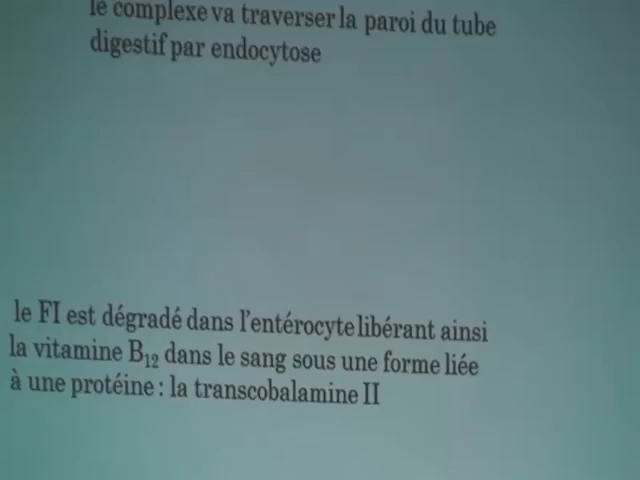 le complexe va traverser la paroi du tube
digestif par endocytose
le FI est dégradé dans l'entérocyte libérant ainsi
la vitamine B₁₂ dans le sang sous une forme liée
à une protéine : la transcobalamine II